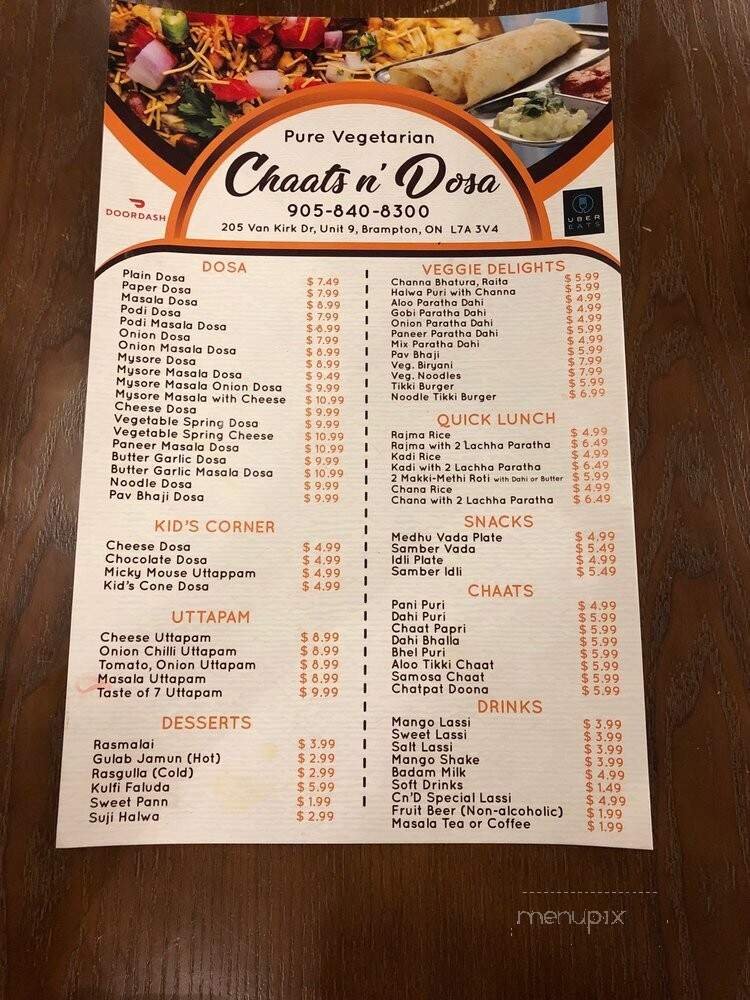 Pure Vegetarian
Chaats n' Dosa
905-840-8300
205 Van Kirk Dr, Unit 9, Brampton, ON L7A 3V4
DOORDASH
UBER
EATS
DOSA
Plain Dosa $ 7.49
Paper Dosa $ 7.99
Masala Dosa $ 8.99
Podi Dosa $ 7.99
Podi Masala Dosa $ 8.99
Onion Dosa $ 7.99
Onion Masala Dosa $ 8.99
Mysore Dosa $ 8.99
Mysore Masala Dosa $ 9.49
Mysore Masala Onion Dosa $ 9.99
Mysore Masala with Cheese $ 10.99
Cheese Dosa $ 9.99
Vegetable Spring Dosa $ 9.99
Vegetable Spring Cheese $ 10.99
Paneer Masala Dosa $ 10.99
Butter Garlic Dosa $ 9.99
Butter Garlic Masala Dosa $ 10.99
Noodle Dosa $ 9.99
Pav Bhaji Dosa $ 9.99
KID'S CORNER
Cheese Dosa $ 4.99
Chocolate Dosa $ 4.99
Micky Mouse Uttappam $ 4.99
Kid's Cone Dosa $ 4.99
UTTAPAM
Cheese Uttapam $ 8.99
Onion Chilli Uttapam $ 8.99
Tomato, Onion Uttapam $ 8.99
Masala Uttapam $ 8.99
Taste of 7 Uttapam $ 9.99
DESSERTS
Rasmalai $ 3.99
Gulab Jamun (Hot) $ 2.99
Rasgulla (Cold) $ 2.99
Kulfi Faluda $ 5.99
Sweet Pann $ 1.99
Suji Halwa $ 2.99
VEGGIE DELIGHTS
Channa Bhatura, Raita $ 5.99
Halwa Puri with Channa $ 5.99
Aloo Paratha Dahi $ 4.99
Gobi Paratha Dahi $ 4.99
Onion Paratha Dahi $ 4.99
Paneer Paratha Dahi $ 5.99
Mix Paratha Dahi $ 4.99
Pav Bhaji $ 5.99
Veg. Biryani $ 7.99
Veg. Noodles $ 7.99
Tikki Burger $ 5.99
Noodle Tikki Burger $ 6.99
QUICK LUNCH
Rajma Rice $ 4.99
Rajma with 2 Lachha Paratha $ 6.49
Kadi Rice $ 4.99
Kadi with 2 Lachha Paratha $ 6.49
2 Makki-Methi Roti with Dahi or Butter $ 5.99
Chana Rice $ 4.99
Chana with 2 Lachha Paratha $ 6.49
SNACKS
Medhu Vada Plate $ 4.99
Samber Vada $ 5.49
Idli Plate $ 4.99
Samber Idli $ 5.49
CHAATS
Pani Puri $ 4.99
Dahi Puri $ 5.99
Chaat Papri $ 5.99
Dahi Bhalla $ 5.99
Bhel Puri $ 5.99
Aloo Tikki Chaat $ 5.99
Samosa Chaat $ 5.99
Chatpat Doona $ 5.99
DRINKS
Mango Lassi $ 3.99
Sweet Lassi $ 3.99
Salt Lassi $ 3.99
Mango Shake $ 3.99
Badam Milk $ 4.99
Soft Drinks $ 1.49
Cn'D Special Lassi $ 4.99
Fruit Beer (Non-alcoholic) $ 1.99
Masala Tea or Coffee $ 1.99
menupix